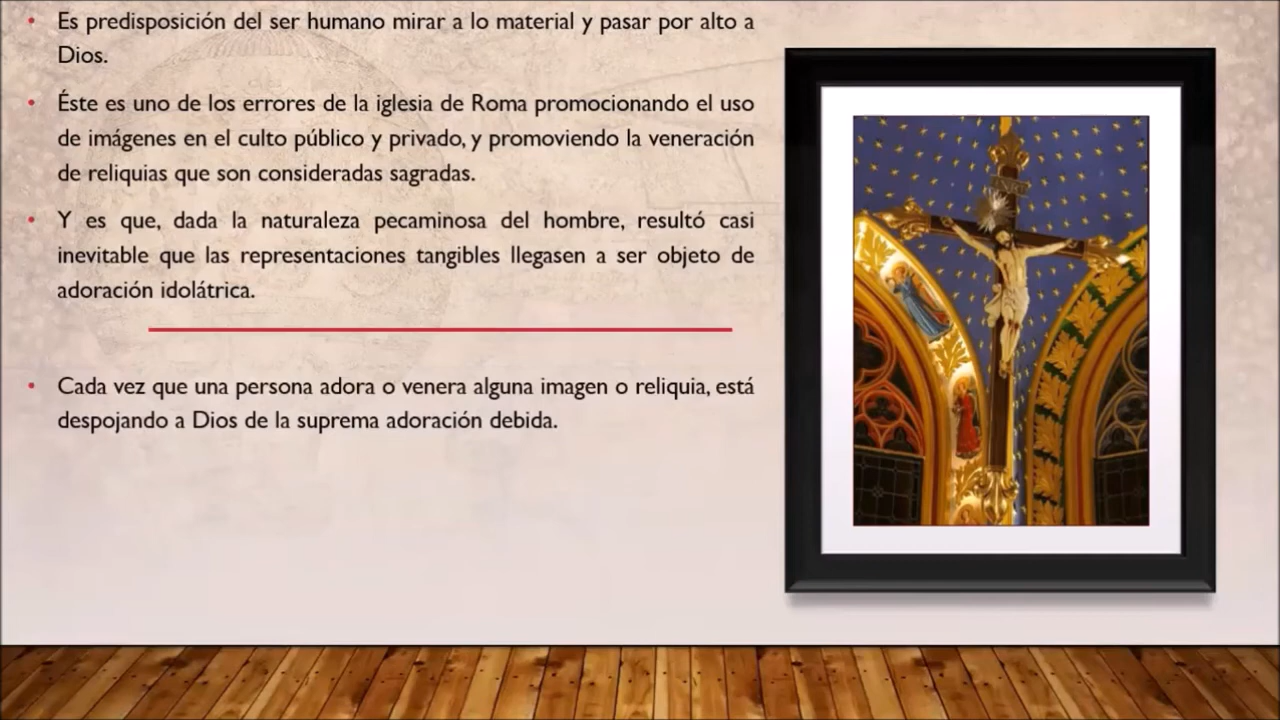 • Es predisposición del ser humano mirar a lo material y pasar por alto a
Dios.
• Éste es uno de los errores de la iglesia de Roma promocionando el uso
de imágenes en el culto público y privado, y promoviendo la veneración
de reliquias que son consideradas sagradas.
• Y es que, dada la naturaleza pecaminosa del hombre, resultó casi
inevitable que las representaciones tangibles llegasen a ser objeto de
adoración idolátrica.
• Cada vez que una persona adora o venera alguna imagen o reliquia, está
despojando a Dios de la suprema adoración debida.